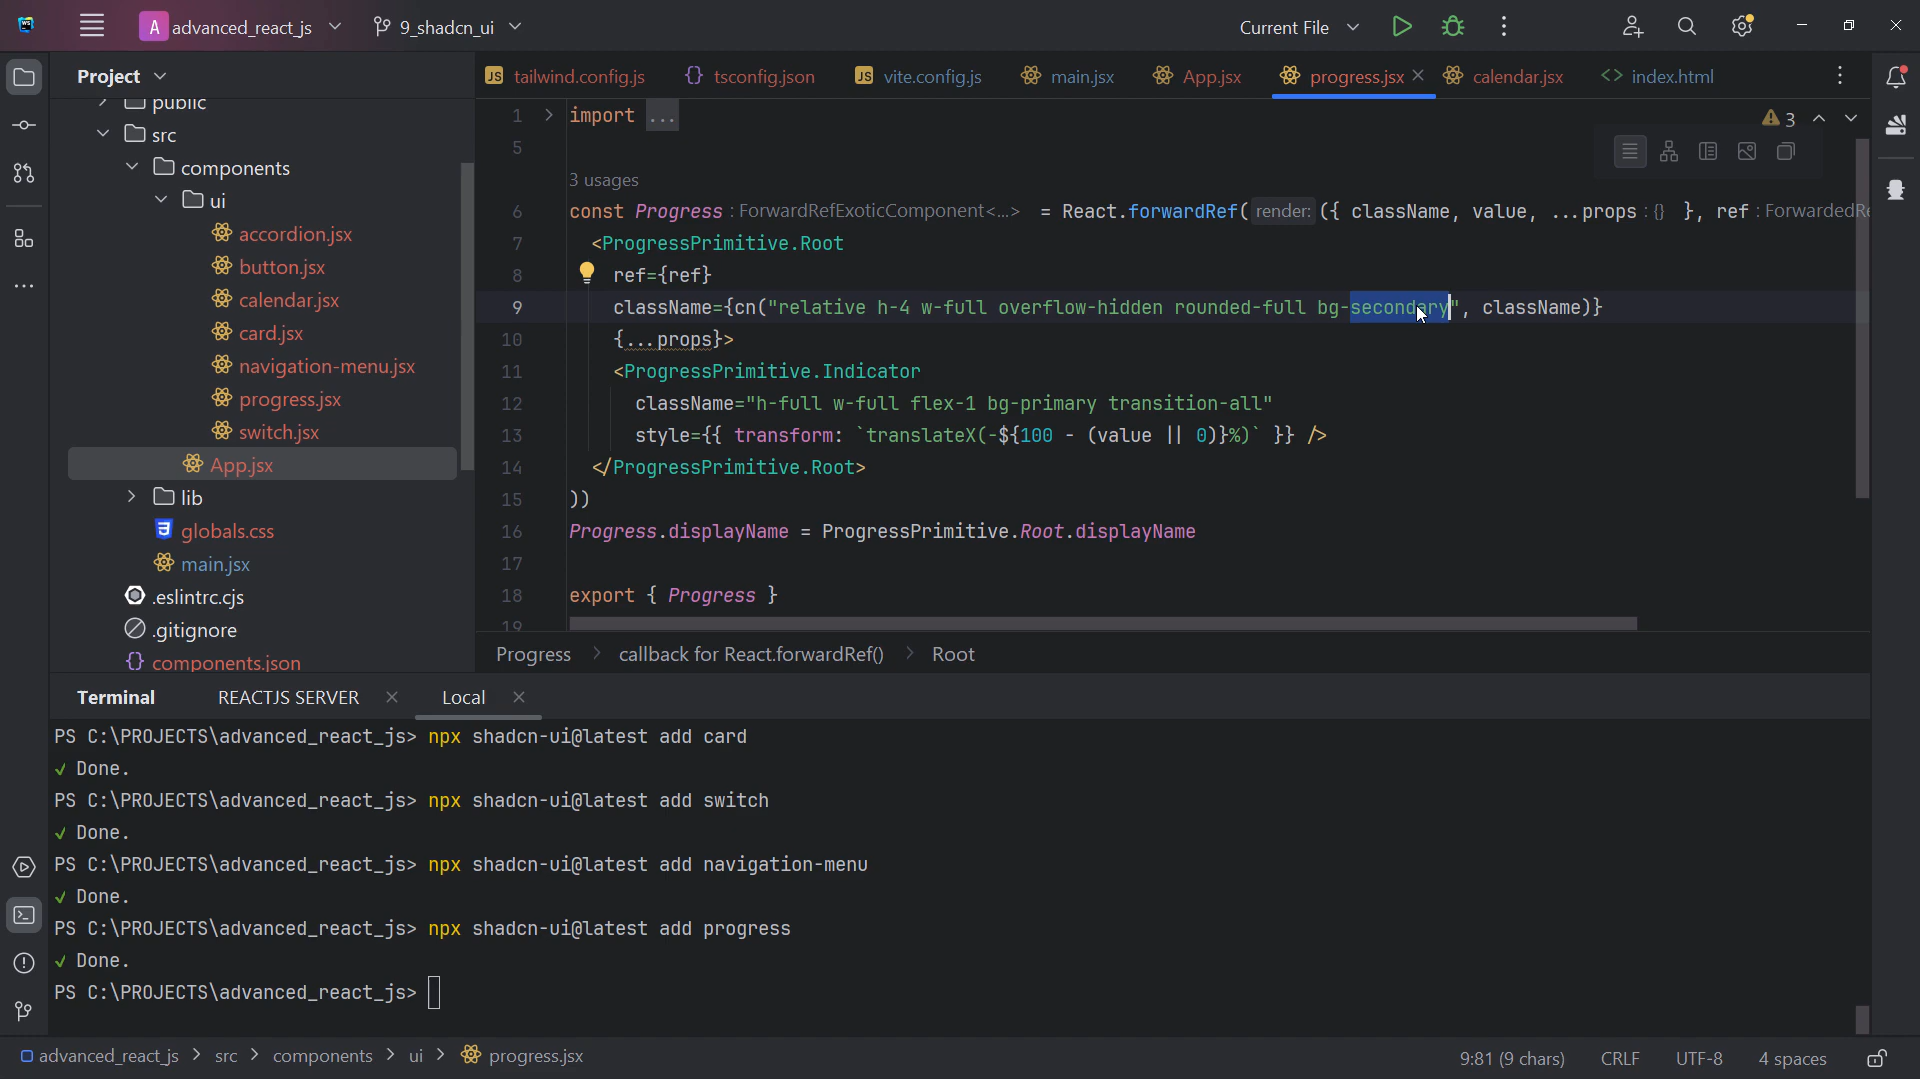 A advanced_react_js 9_shadcn_ui Current File
Project
tailwind.config.js tsconfig.json vite.config.js main.jsx App.jsx progress.jsx calendar.jsx index.html
public
src
components
ui
accordion.jsx
button.jsx
calendar.jsx
card.jsx
navigation-menu.jsx
progress.jsx
switch.jsx
App.jsx
lib
globals.css
main.jsx
.eslintrc.cjs
.gitignore
components.json
1 import ...
3
5
3 usages
6 const Progress : ForwardRefExoticComponent<...> = React.forwardRef( render: ({ className, value, ...props : {} }, ref : ForwardedRe
7 <ProgressPrimitive.Root
8 ref={ref}
9 className={cn("relative h-4 w-full overflow-hidden rounded-full bg-secondary", className)}
10 {...props}>
11 <ProgressPrimitive.Indicator
12 className="h-full w-full flex-1 bg-primary transition-all"
13 style={{ transform: `translateX(-${100 - (value || 0)}%)` }} />
14 </ProgressPrimitive.Root>
15 ))
16 Progress.displayName = ProgressPrimitive.Root.displayName
17
18 export { Progress }
19
Progress > callback for React.forwardRef() > Root
Terminal REACTJS SERVER Local
PS C:\PROJECTS\advanced_react_js> npx shadcn-ui@latest add card
✓ Done.
PS C:\PROJECTS\advanced_react_js> npx shadcn-ui@latest add switch
✓ Done.
PS C:\PROJECTS\advanced_react_js> npx shadcn-ui@latest add navigation-menu
✓ Done.
PS C:\PROJECTS\advanced_react_js> npx shadcn-ui@latest add progress
✓ Done.
PS C:\PROJECTS\advanced_react_js>
advanced_react_js > src > components > ui > progress.jsx 9:81 (9 chars) CRLF UTF-8 4 spaces